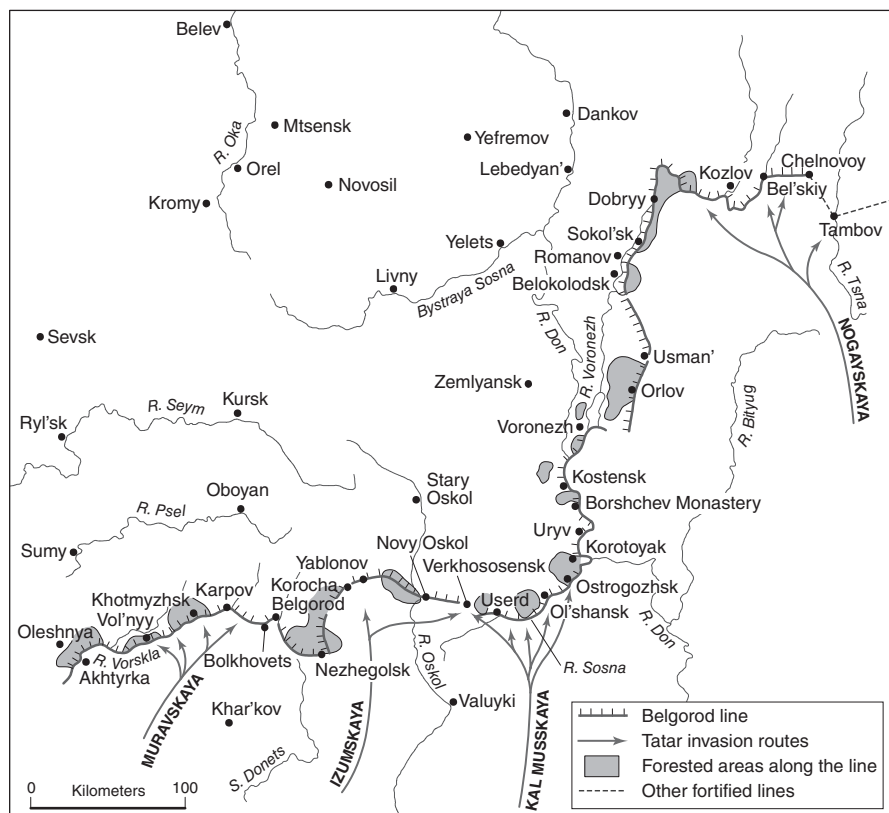 Belev
R. Oka
Mtsensk
Orel
Kromy
Novosil
Yefremov
Dankov
Lebedyan'
Yelets
Livny
Bystraya Sosna
Dobryy
Kozlov
Chelnovoy
Bel'skiy
Tambov
Sokol'sk
Romanov
Belokolodsk
R. Tsna
NOGAYSKAYA
Sevsk
R. Don
R. Voronezh
Usman'
Zemlyansk
Orlov
R. Bityug
Ryl'sk
R. Seym
Kursk
Voronezh
Stary
Oskol
Kostensk
Borshchev Monastery
Oboyan
R. Psel
Sumy
Uryv
Korotoyak
Novy Oskol
Verkhososensk
Yablonov
Korocha
Belgorod
Karpov
Khotmyzhsk
Vol'nyy
Oleshnya
Userd
Ostrogozhsk
Ol'shansk
R. Don
R. Vorskla
Akhtyrka
Bolkhovets
Nezhegolsk
R. Oskol
R. Sosna
Valuyki
Khar'kov
MURAVSKAYA
S. Donets
IZUMSKAYA
KAL MUSSKAYA
0 Kilometers 100
Belgorod line
Tatar invasion routes
Forested areas along the line
Other fortified lines